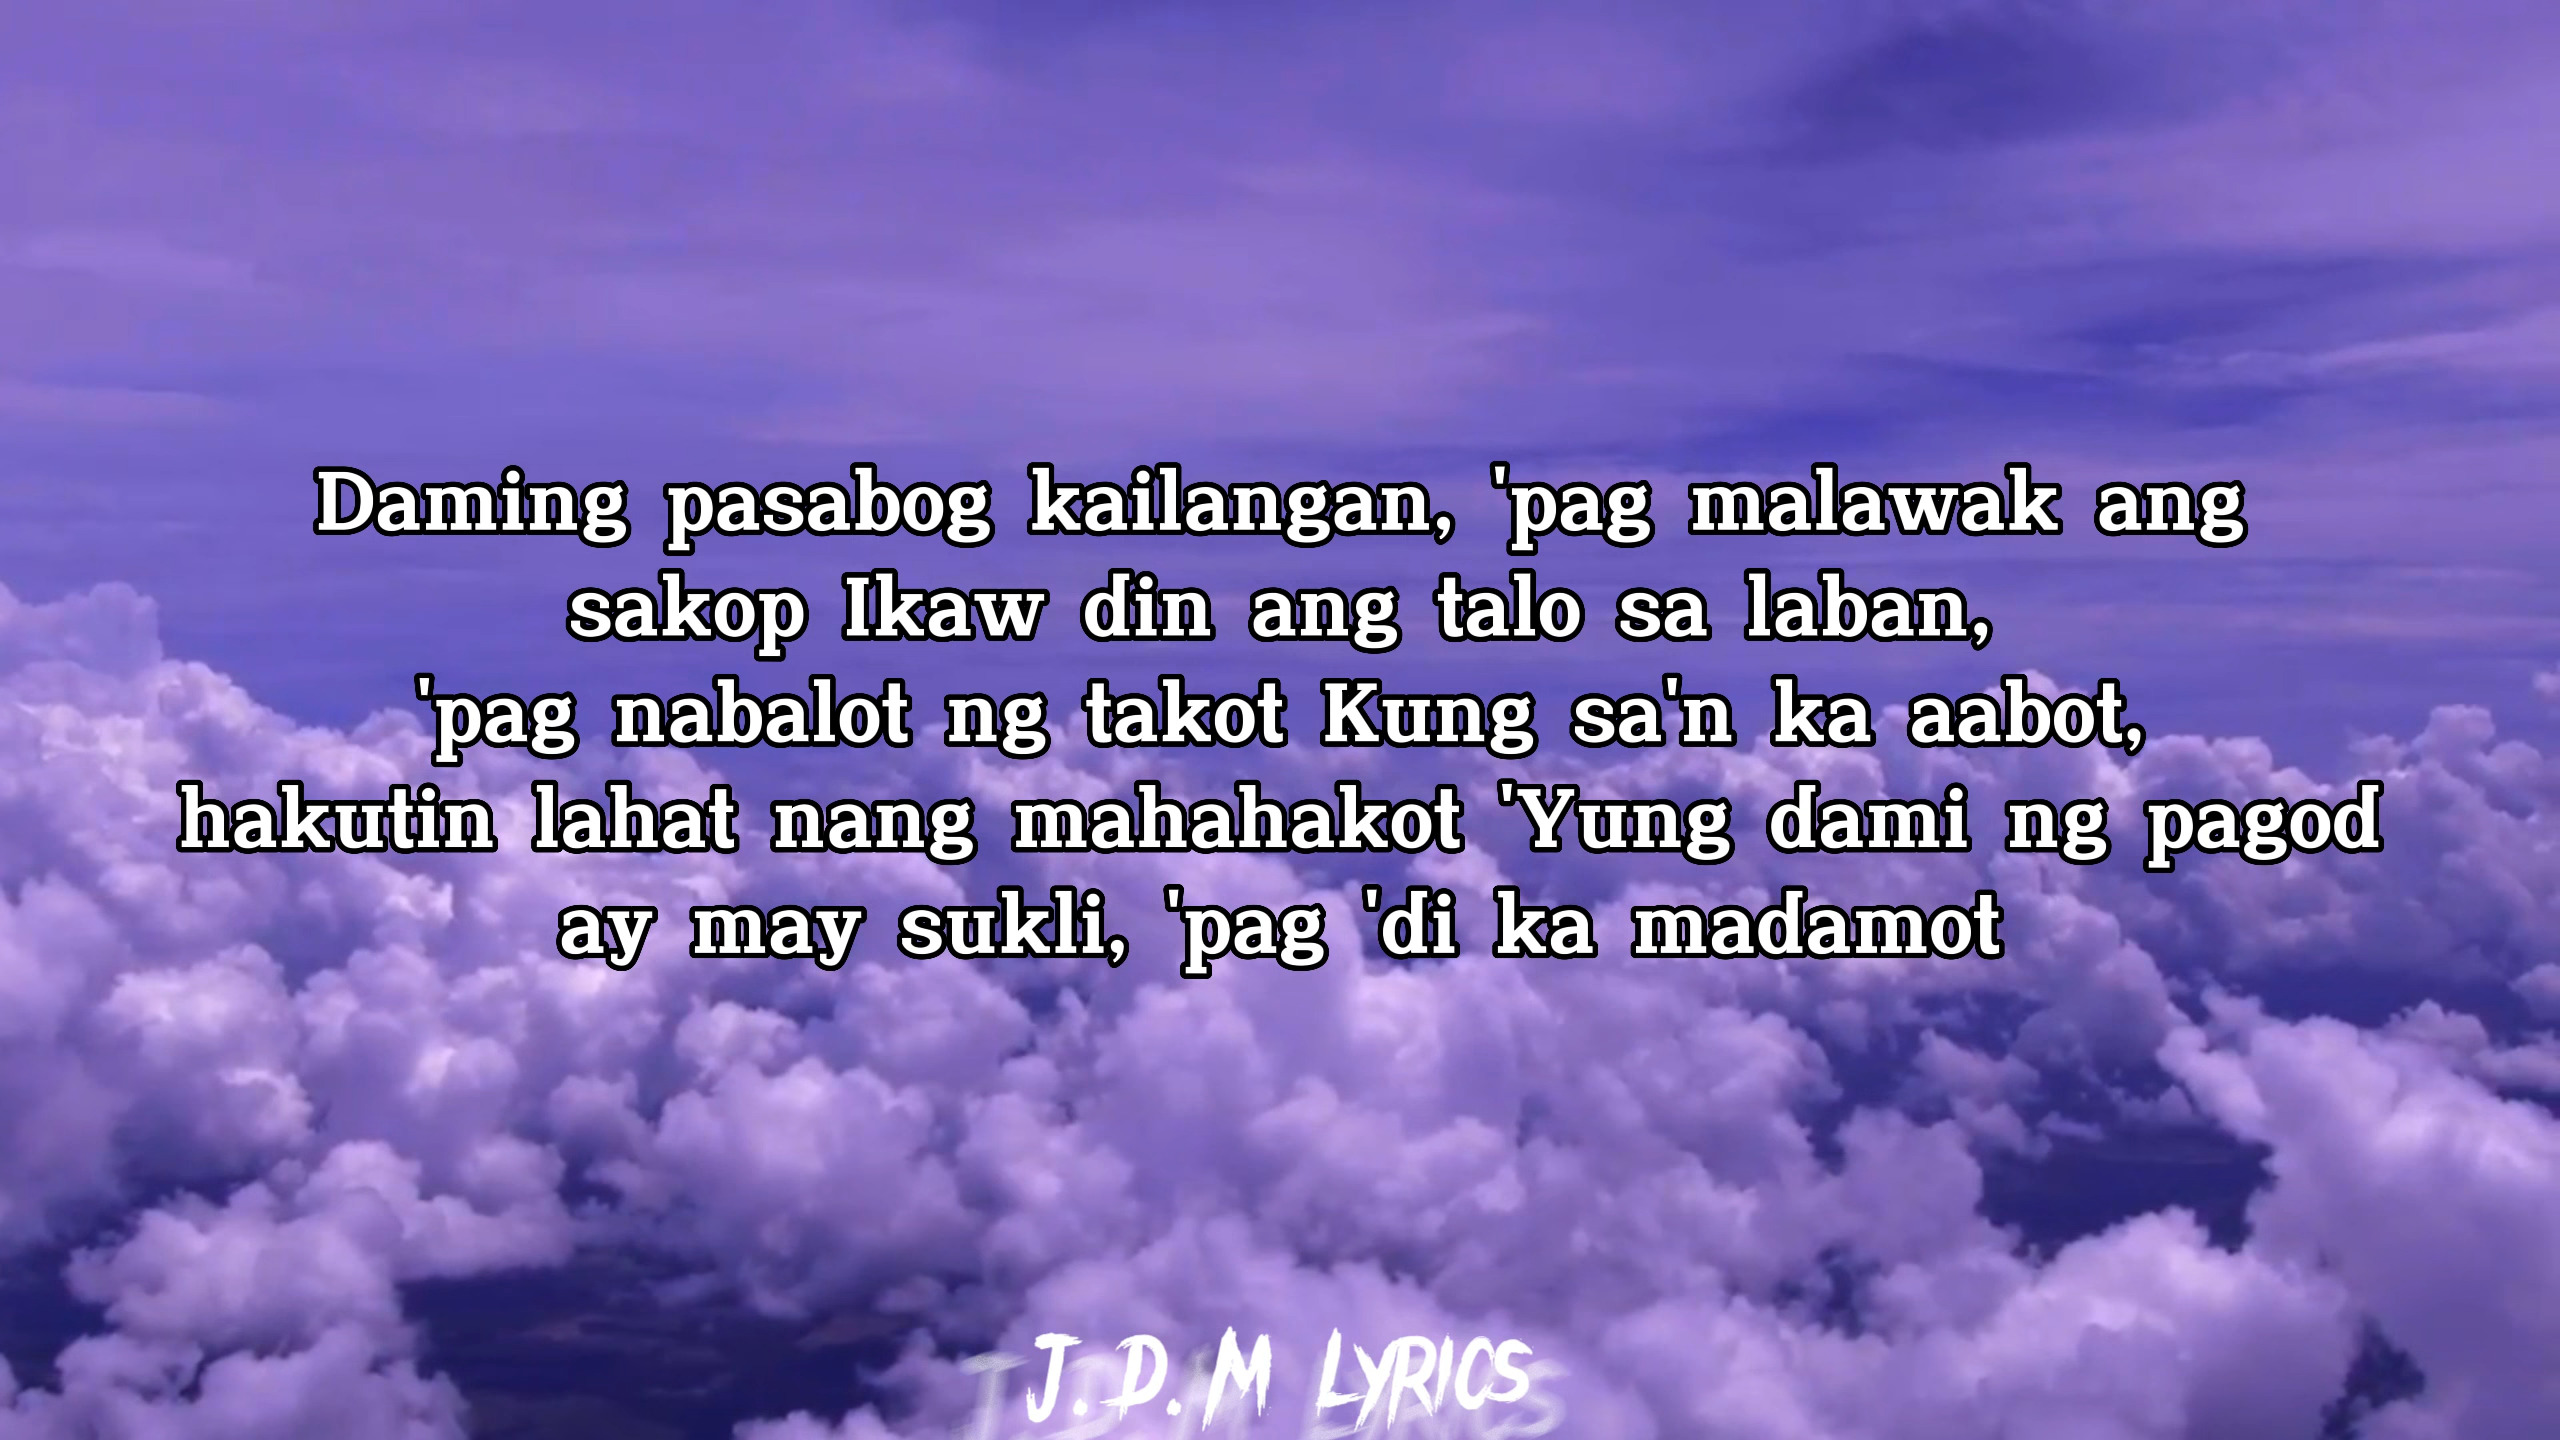 Daming pasabog kailangan, 'pag malawak ang
sakop Ikaw din ang talo sa laban,
'pag nabalot ng takot Kung sa'n ka aabot,
hakutin lahat nang mahahakot 'Yung dami ng pagod
ay may sukli, 'pag 'di ka madamot
J.D.M LYRICS